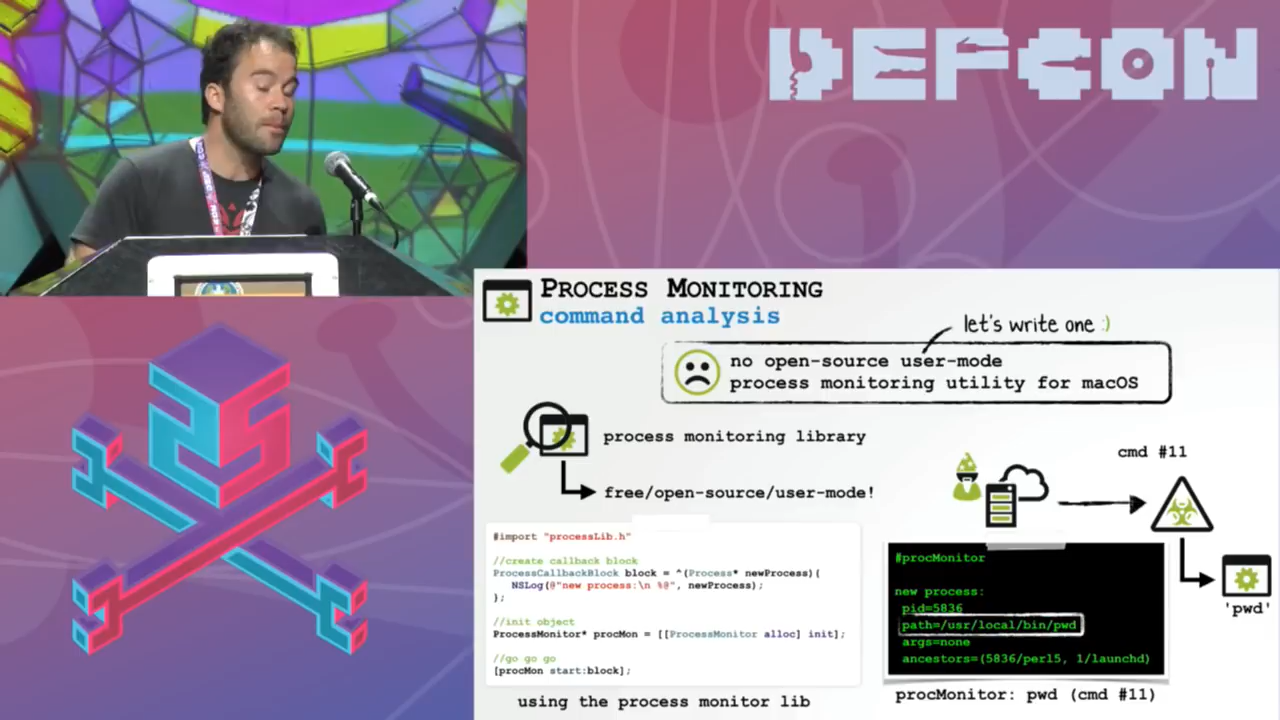 DEFCON
PROCESS MONITORING
command analysis
let's write one :)
no open-source user-mode
process monitoring utility for macOS
process monitoring library
free/open-source/user-mode!
cmd #11
'pwd'
#import "processLib.h"
//create callback block
ProcessCallbackBlock block = ^(Process* newProcess){
NSLog(@"new process:\n %@", newProcess);
};
//init object
ProcessMonitor* procMon = [[ProcessMonitor alloc] init];
//go go go
[procMon start:block];
using the process monitor lib
#procMonitor
new process:
pid=5836
path=/usr/local/bin/pwd
args=none
ancestors=(5836/perl5, 1/launchd)
procMonitor: pwd (cmd #11)